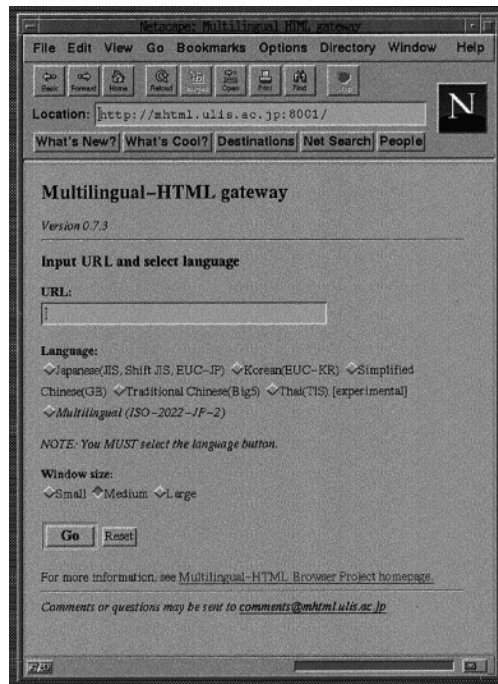 Netscape: Multilingual HTML gateway
File Edit View Go Bookmarks Options Directory Window Help
Back Forward Home Reload Images Open Print Find Stop
Location: http://mhtml.ulis.ac.jp:8001/
N
What's New? What's Cool? Destinations Net Search People
Multilingual-HTML gateway
Version 0.7.3
Input URL and select language
URL:
Language:
Japanese(JIS, Shift JIS, EUC-JP) Korean(EUC-KR) Simplified
Chinese(GB) Traditional Chinese(Big5) Thai(TIS) [experimental]
Multilingual (ISO-2022-JP-2)
NOTE: You MUST select the language button.
Window size:
Small Medium Large
Go Reset
For more information, see Multilingual-HTML Browser Project homepage.
Comments or questions may be sent to comments@mhtml.ulis.ac.jp